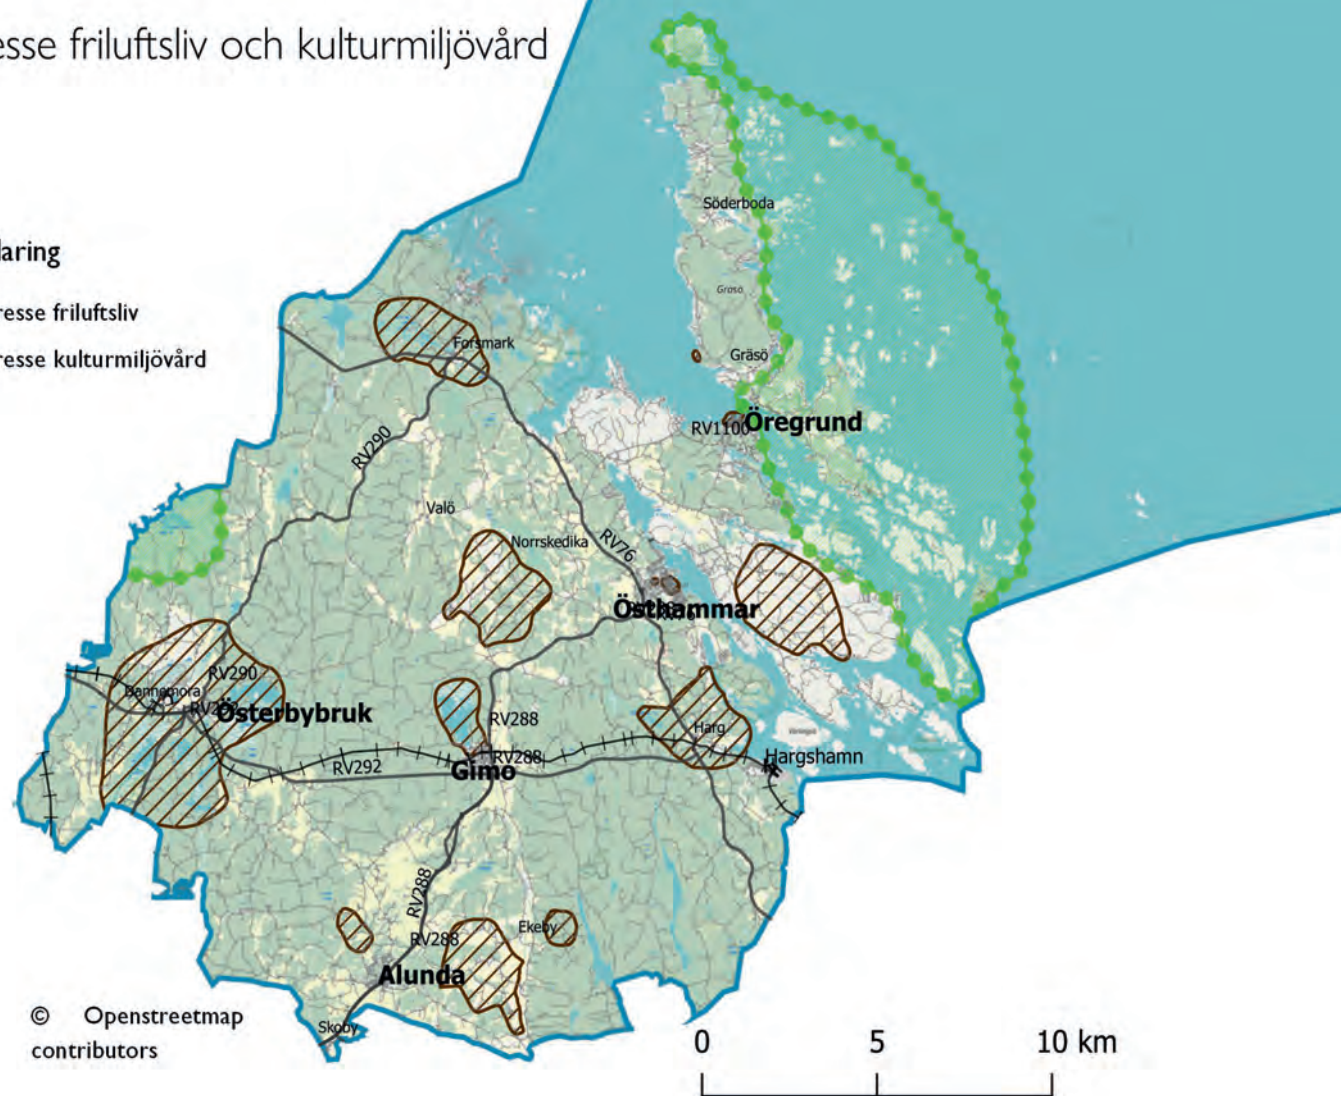 esse friluftsliv och kulturmiljövård
laring
resse friluftsliv
resse kulturmiljövård
Söderboda
Gräsö
Gräsö
Forsmark
RV1100
Öregrund
RV290
Valö
Norrskedika
RV76
Östhammar
RV290
Dannemora
Österbybruk
RV288
Harg
RV288
Hargshamn
RV292
Gimo
RV288
RV288
Ekeby
Alunda
Skoby
© Openstreetmap
contributors
0 5 10 km